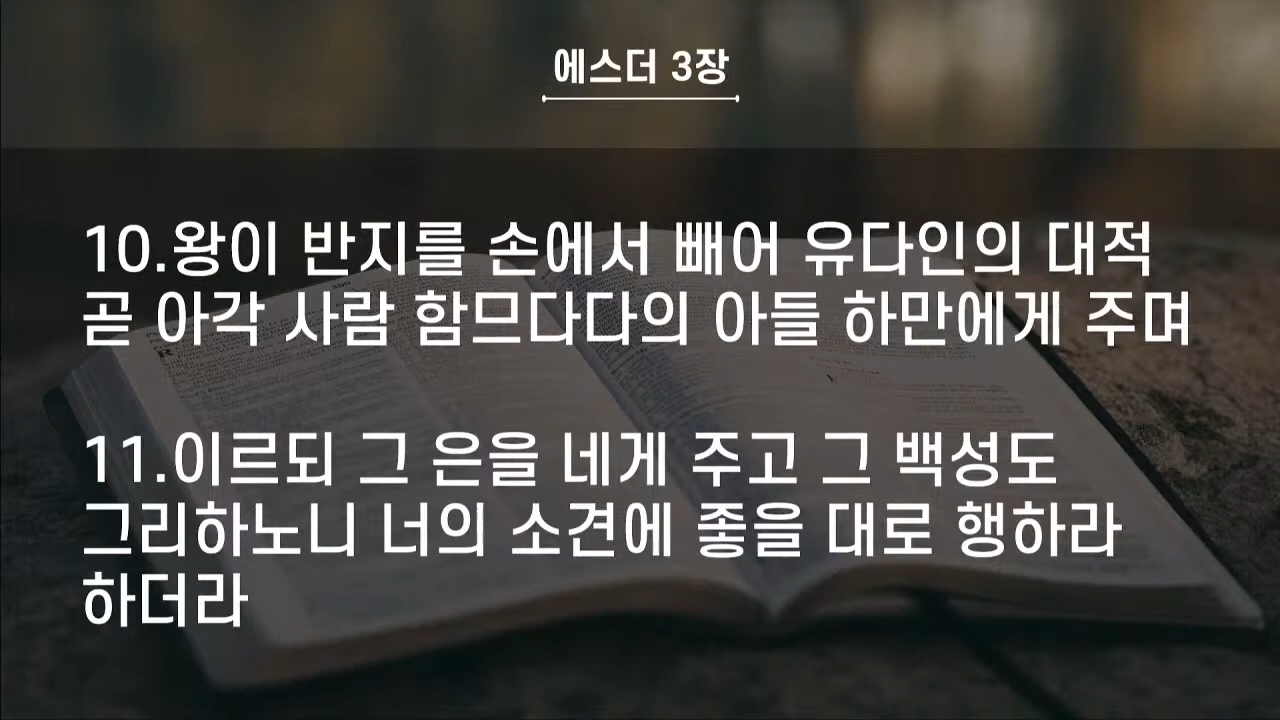 에스더 3장
10.왕이 반지를 손에서 빼어 유다인의 대적
곧 아각 사람 함므다다의 아들 하만에게 주며
11.이르되 그 은을 네게 주고 그 백성도
그리하노니 너의 소견에 좋을 대로 행하라
하더라